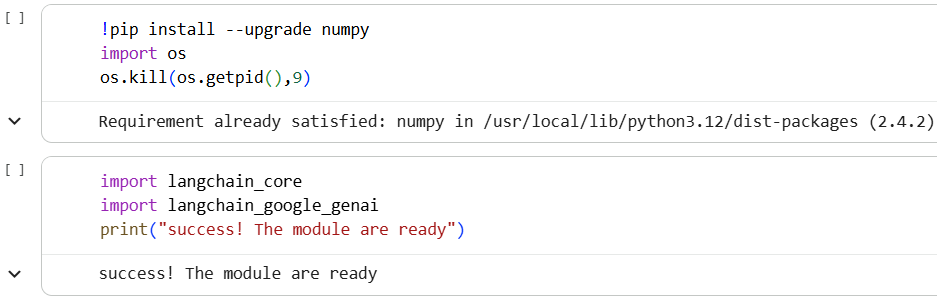 [ ]
!pip install --upgrade numpy
import os
os.kill(os.getpid(),9)
Requirement already satisfied: numpy in /usr/local/lib/python3.12/dist-packages (2.4.2)
[ ]
import langchain_core
import langchain_google_genai
print("success! The module are ready")
success! The module are ready